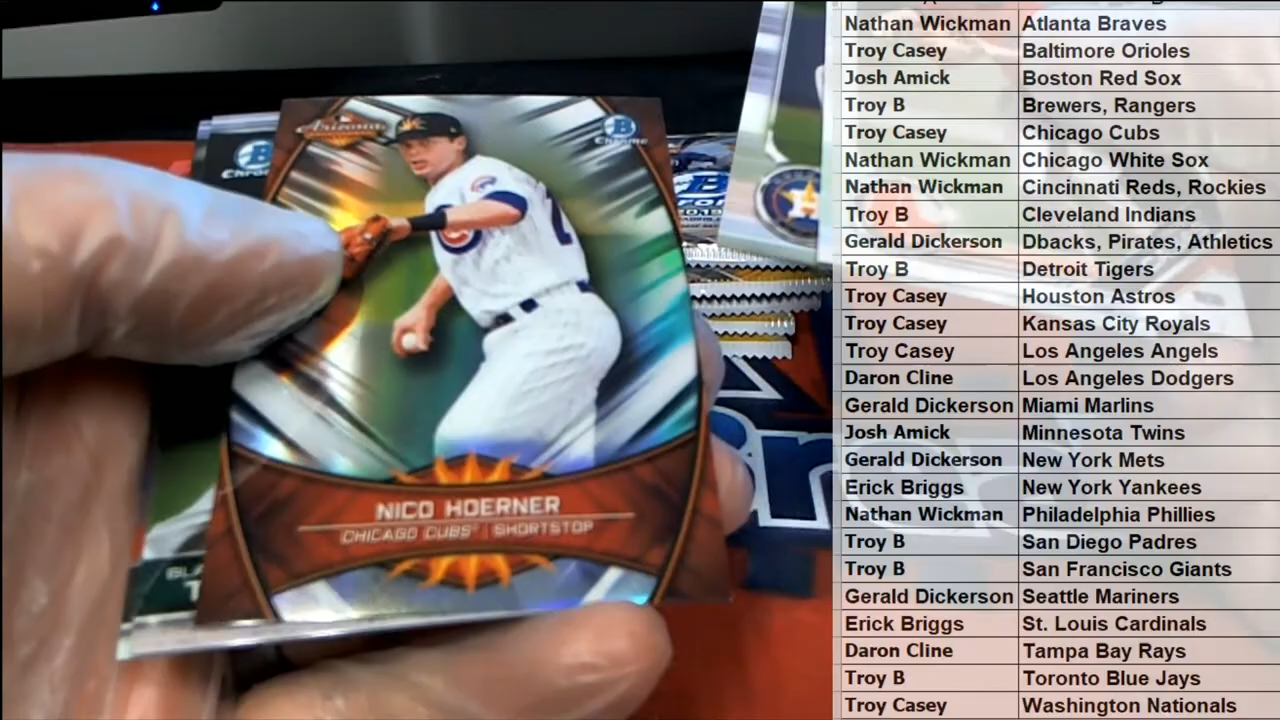 Arizona
Chrome
NICO HOERNER
CHICAGO CUBS | SHORTSTOP
Nathan Wickman Atlanta Braves
Troy Casey Baltimore Orioles
Josh Amick Boston Red Sox
Troy B Brewers, Rangers
Troy Casey Chicago Cubs
Nathan Wickman Chicago White Sox
Nathan Wickman Cincinnati Reds, Rockies
Troy B Cleveland Indians
Gerald Dickerson Dbacks, Pirates, Athletics
Troy B Detroit Tigers
Troy Casey Houston Astros
Troy Casey Kansas City Royals
Troy Casey Los Angeles Angels
Daron Cline Los Angeles Dodgers
Gerald Dickerson Miami Marlins
Josh Amick Minnesota Twins
Gerald Dickerson New York Mets
Erick Briggs New York Yankees
Nathan Wickman Philadelphia Phillies
Troy B San Diego Padres
Troy B San Francisco Giants
Gerald Dickerson Seattle Mariners
Erick Briggs St. Louis Cardinals
Daron Cline Tampa Bay Rays
Troy B Toronto Blue Jays
Troy Casey Washington Nationals